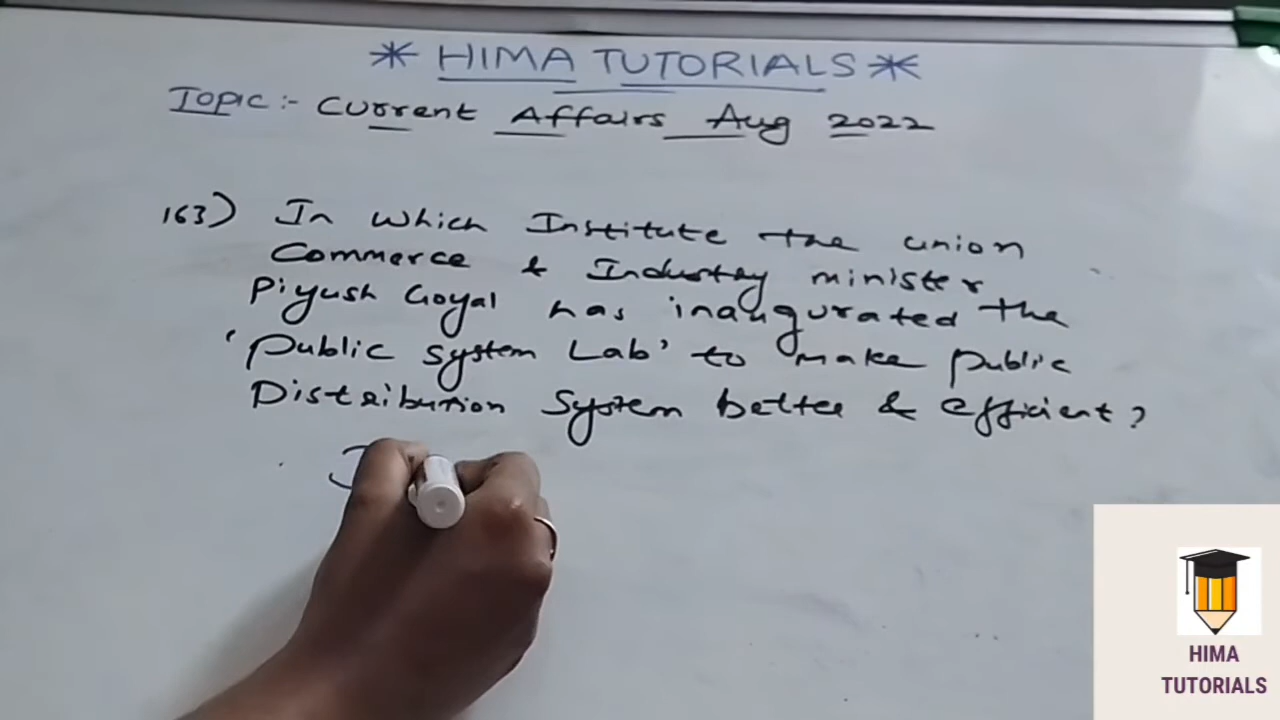 * HIMA TUTORIALS *
Topic:- Current Affairs Aug 2022
163) In which Institute the union
Commerce & Industry minister
Piyush Goyal has inaugurated the
'Public System Lab' to make public
Distribution System better & efficient?
I
HIMA
TUTORIALS